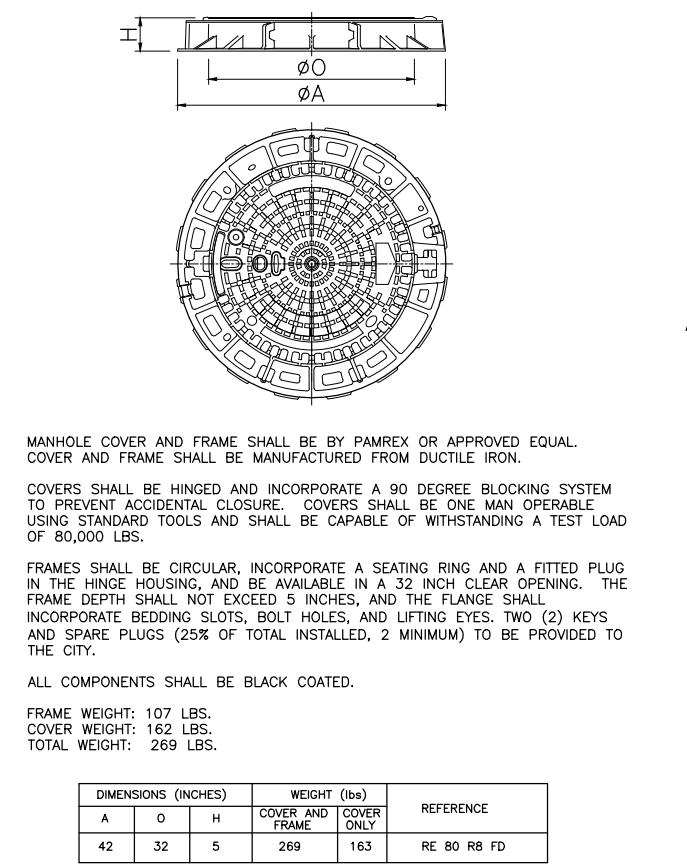 H
øO
øA
MANHOLE COVER AND FRAME SHALL BE BY PAMREX OR APPROVED EQUAL.
COVER AND FRAME SHALL BE MANUFACTURED FROM DUCTILE IRON.
COVERS SHALL BE HINGED AND INCORPORATE A 90 DEGREE BLOCKING SYSTEM
TO PREVENT ACCIDENTAL CLOSURE. COVERS SHALL BE ONE MAN OPERABLE
USING STANDARD TOOLS AND SHALL BE CAPABLE OF WITHSTANDING A TEST LOAD
OF 80,000 LBS.
FRAMES SHALL BE CIRCULAR, INCORPORATE A SEATING RING AND A FITTED PLUG
IN THE HINGE HOUSING, AND BE AVAILABLE IN A 32 INCH CLEAR OPENING. THE
FRAME DEPTH SHALL NOT EXCEED 5 INCHES, AND THE FLANGE SHALL
INCORPORATE BEDDING SLOTS, BOLT HOLES, AND LIFTING EYES. TWO (2) KEYS
AND SPARE PLUGS (25% OF TOTAL INSTALLED, 2 MINIMUM) TO BE PROVIDED TO
THE CITY.
ALL COMPONENTS SHALL BE BLACK COATED.
FRAME WEIGHT: 107 LBS.
COVER WEIGHT: 162 LBS.
TOTAL WEIGHT: 269 LBS.
DIMENSIONS (INCHES) WEIGHT (lbs) REFERENCE
A O H COVER AND FRAME COVER ONLY
42 32 5 269 163 RE 80 R8 FD